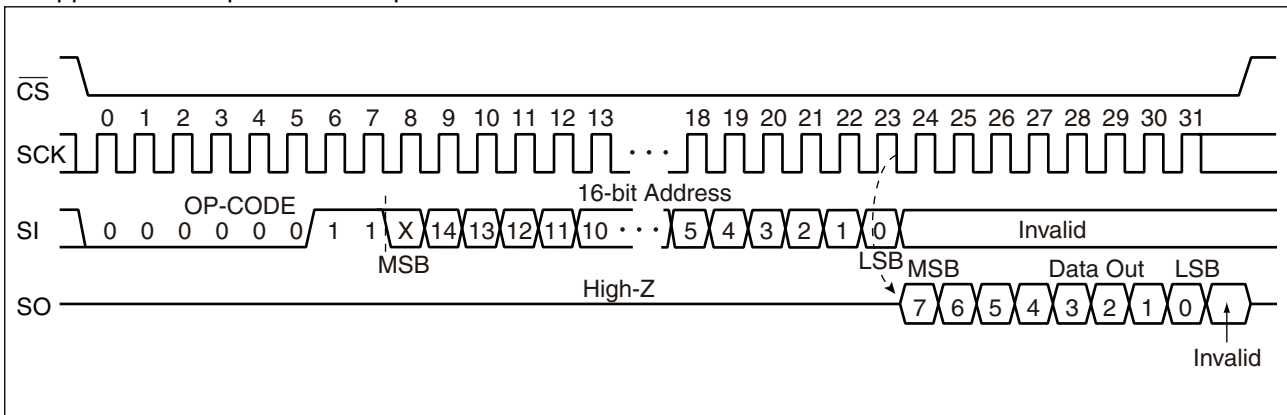 CS
0 1 2 3 4 5 6 7 8 9 10 11 12 13 18 19 20 21 22 23 24 25 26 27 28 29 30 31
SCK ···
OP-CODE 16-bit Address
SI 0 0 0 0 0 0 1 1 X 14 13 12 11 10 ··· 5 4 3 2 1 0 Invalid
MSB LSB MSB Data Out LSB
High-Z
SO 7 6 5 4 3 2 1 0
Invalid